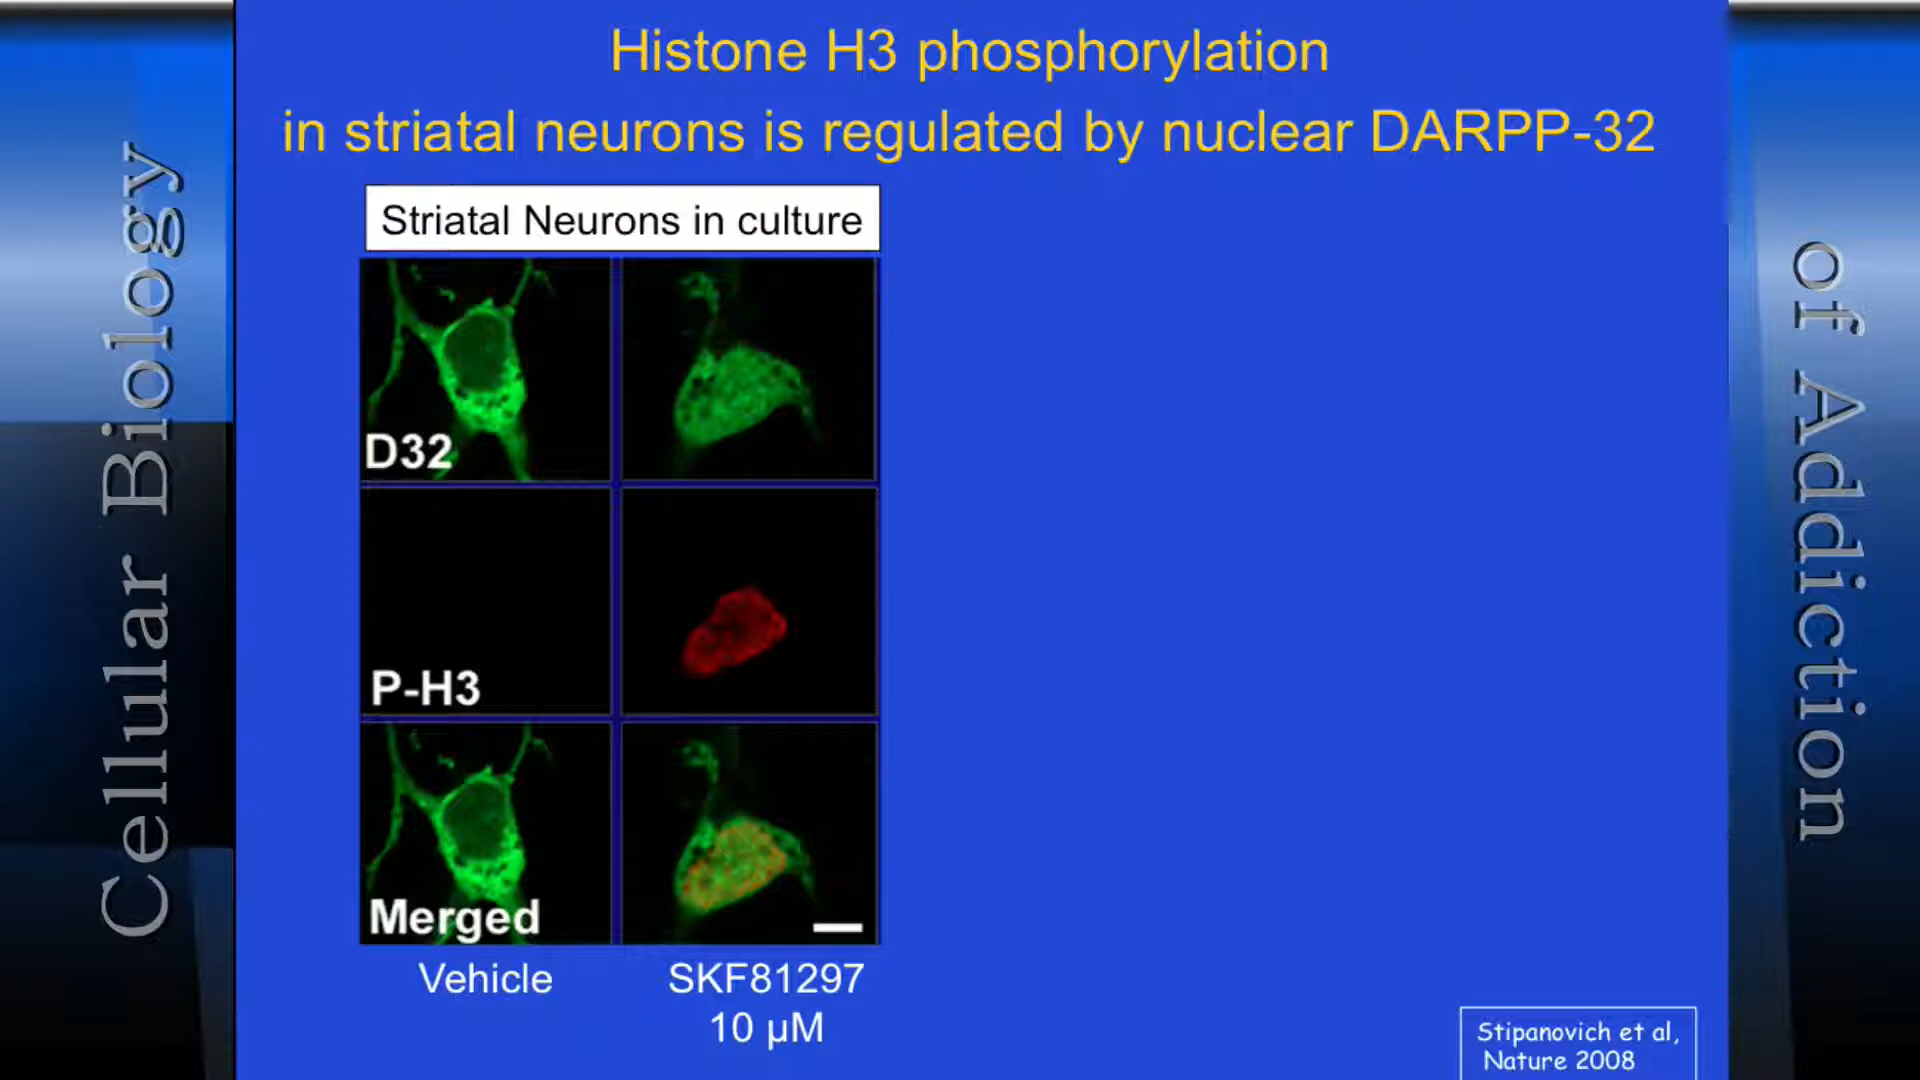 Histone H3 phosphorylation
in striatal neurons is regulated by nuclear DARPP-32
Cellular Biology
of Addiction
Striatal Neurons in culture
D32
P-H3
Merged
Vehicle
SKF81297
10 µM
Stipanovich et al,
Nature 2008